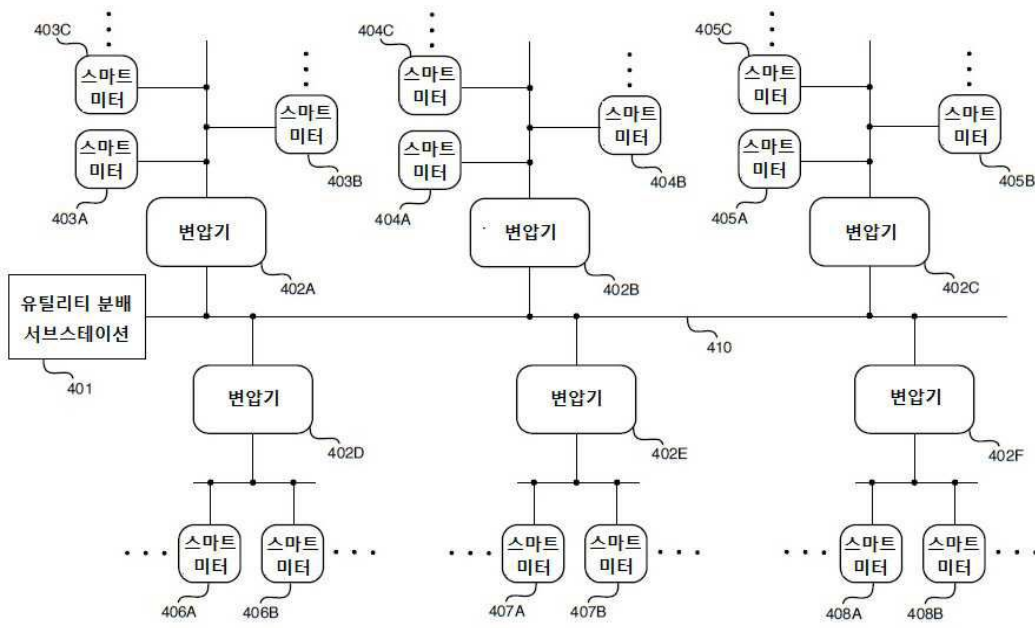 403C
스마트
미터
스마트
미터
403B
스마트
미터
403A
변압기
402A
404C
스마트
미터
스마트
미터
404B
스마트
미터
404A
변압기
402B
405C
스마트
미터
스마트
미터
405B
스마트
미터
405A
변압기
402C
유틸리티 분배
서브스테이션
401
410
변압기
402D
변압기
402E
변압기
402F
스마트
미터
406A
스마트
미터
406B
스마트
미터
407A
스마트
미터
407B
스마트
미터
408A
스마트
미터
408B